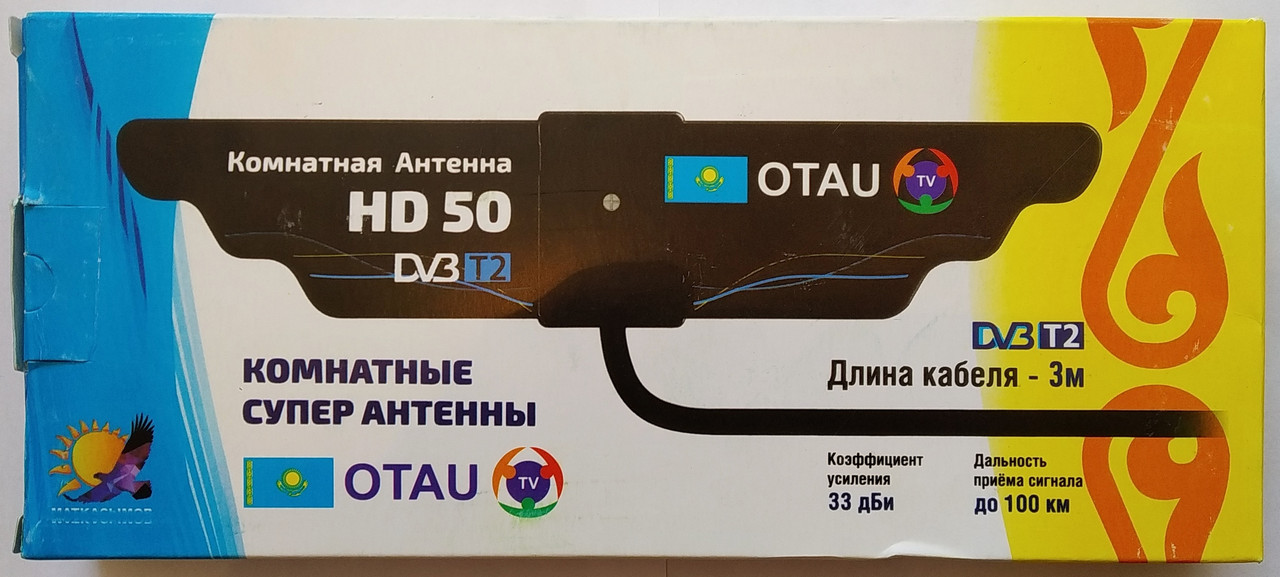 Комнатная Антенна
HD 50
DVB T2
OTAU TV
DVB T2
Длина кабеля - 3м
КОМНАТНЫЕ
СУПЕР АНТЕННЫ
OTAU TV
Коэффициент
усиления
33 дБи
Дальность
приёма сигнала
до 100 км
МАТКАСЫМОВ